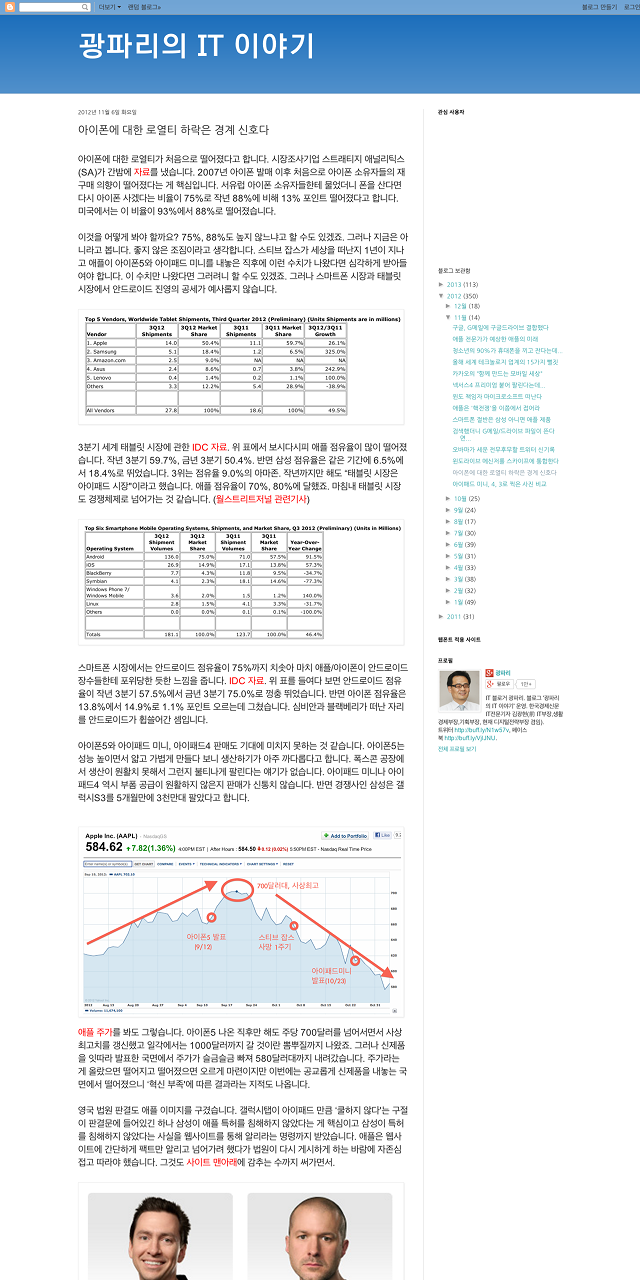 더보기
랜덤 블로그»
블로그 만들기
로그인
광파리의 IT 이야기
2012년 11월 6일 화요일
아이폰에 대한 로열티 하락은 경계 신호다
아이폰에 대한 로열티가 처음으로 떨어졌다고 합니다. 시장조사기업 스트래티지 애널리틱스
(SA)가 간밤에 자료를 냈습니다. 2007년 아이폰 발매 이후 처음으로 아이폰 소유자들의 재
구매 의향이 떨어졌다는 게 핵심입니다. 서유럽 아이폰 소유자들한테 물었더니 폰을 산다면
다시 아이폰 사겠다는 비율이 75%로 작년 88%에 비해 13% 포인트 떨어졌다고 합니다.
미국에서는 이 비율이 93%에서 88%로 떨어졌습니다.
이것을 어떻게 봐야 할까요? 75%, 88%도 높지 않느냐고 할 수도 있겠죠. 그러나 지금은 아
니라고 봅니다. 좋지 않은 조짐이라고 생각합니다. 스티브 잡스가 세상을 떠난지 1년이 지나
고 애플이 아이폰5와 아이패드 미니를 내놓은 직후에 이런 수치가 나왔다면 심각하게 받아들
여야 합니다. 이 수치만 나왔다면 그러려니 할 수도 있겠죠. 그러나 스마트폰 시장과 태블릿
시장에서 안드로이드 진영의 공세가 예사롭지 않습니다.
Top 5 Vendors, Worldwide Tablet Shipments, Third Quarter 2012 (Preliminary) (Units Shipments are in millions)
Vendor 3Q12 Shipments 3Q12 Market Share 3Q11 Shipments 3Q11 Market Share 3Q12/3Q11 Growth
1. Apple 14.0 50.4% 11.1 59.7% 26.1%
2. Samsung 5.1 18.4% 1.2 6.5% 325.0%
3. Amazon.com 2.5 9.0% NA NA NA
4. Asus 2.4 8.6% 0.7 3.8% 242.9%
5. Lenovo 0.4 1.4% 0.2 1.1% 100.0%
Others 3.3 12.2% 5.4 28.9% -38.9%
All Vendors 27.8 100% 18.6 100% 49.5%
3분기 세계 태블릿 시장에 관한 IDC 자료. 위 표에서 보시다시피 애플 점유율이 많이 떨어졌
습니다. 작년 3분기 59.7%, 금년 3분기 50.4%. 반면 삼성 점유율은 같은 기간에 6.5%에
서 18.4%로 뛰었습니다. 3위는 점유율 9.0%의 아마존. 작년까지만 해도 "태블릿 시장은
아이패드 시장"이라고 했습니다. 애플 점유율이 70%, 80%에 달했죠. 마침내 태블릿 시장
도 경쟁체제로 넘어가는 것 같습니다. (월스트리트저널 관련기사)
Top Six Smartphone Mobile Operating Systems, Shipments, and Market Share, Q3 2012 (Preliminary) (Units in Millions)
Operating System 3Q12 Shipment Volumes 3Q12 Market Share 3Q11 Shipment Volumes 3Q11 Market Share Year-Over-Year Change
Android 136.0 75.0% 71.0 57.5% 91.5%
iOS 26.9 14.9% 17.1 13.8% 57.3%
BlackBerry 7.7 4.3% 11.8 9.5% -34.7%
Symbian 4.1 2.3% 18.1 14.6% -77.3%
Windows Phone 7/ Windows Mobile 3.6 2.0% 1.5 1.2% 140.0%
Linux 2.8 1.5% 4.1 3.3% -31.7%
Others 0.0 0.0% 0.1 0.1% -100.0%
Totals 181.1 100.0% 123.7 100.0% 46.4%
스마트폰 시장에서는 안드로이드 점유율이 75%까지 치솟아 마치 애플/아이폰이 안드로이드
장수들한테 포위당한 듯한 느낌을 줍니다. IDC 자료. 위 표를 들여다 보면 안드로이드 점유
율이 작년 3분기 57.5%에서 금년 3분기 75.0%로 껑충 뛰었습니다. 반면 아이폰 점유율은
13.8%에서 14.9%로 1.1% 포인트 오르는데 그쳤습니다. 심비안과 블랙베리가 떠난 자리
를 안드로이드가 휩쓸어간 셈입니다.
아이폰5와 아이패드 미니, 아이패드4 판매도 기대에 미치지 못하는 것 같습니다. 아이폰5는
성능 높이면서 얇고 가볍게 만들다 보니 생산하기가 아주 까다롭다고 합니다. 폭스콘 공장에
서 생산이 원활치 못해서 그런지 불티나게 팔린다는 얘기가 없습니다. 아이패드 미니나 아이
패드4 역시 부품 공급이 원활하지 않은지 판매가 신통치 않습니다. 반면 경쟁사인 삼성은 갤
럭시S3를 5개월만에 3천만대 팔았다고 합니다.
Apple Inc. (AAPL) - NasdaqGS
Add to Portfolio
Like
584.62 7.82(1.36%) 4:00PM EST | After Hours : 584.50 0.12 (0.02%) 5:50PM EST - Nasdaq Real Time Price
GET CHART COMPARE EVENTS TECHNICAL INDICATORS CHART SETTINGS RESET
700달러대, 사상최고
아이폰5 발표
(9/12)
스티브 잡스
사망 1주기
아이패드미니
발표(10/23)
애플 주가를 봐도 그렇습니다. 아이폰5 나온 직후만 해도 주당 700달러를 넘어서면서 사상
최고치를 갱신했고 일각에서는 1000달러까지 갈 것이란 뽐뿌질까지 나왔죠. 그러나 신제품
을 잇따라 발표한 국면에서 주가가 슬금슬금 빠져 580달러대까지 내려갔습니다. 주가라는
게 올랐으면 떨어지고 떨어졌으면 오르게 마련이지만 이번에는 공교롭게 신제품을 내놓는 국
면에서 떨어졌으니 '혁신 부족'에 따른 결과라는 지적도 나옵니다.
영국 법원 판결도 애플 이미지를 구겼습니다. 갤럭시탭이 아이패드 만큼 '쿨하지 않다'는 구절
이 판결문에 들어있긴 하나 삼성이 애플 특허를 침해하지 않았다는 게 핵심이고 삼성이 특허
를 침해하지 않았다는 사실을 웹사이트를 통해 알리라는 명령까지 받았습니다. 애플은 웹사
이트에 간단하게 팩트만 알리고 넘어가려 했다가 법원이 다시 게시하게 하는 바람에 자존심
접고 따라야 했습니다. 그것도 사이트 맨아래에 감추는 수까지 써가면서.
관심 사용자
블로그 보관함
► 2013 (113)
▼ 2012 (350)
► 12월 (18)
▼ 11월 (14)
구글, G메일에 구글드라이브 결합했다
애플 전문가가 예상한 애플의 미래
청소년의 90%가 휴대폰을 끼고 잔다는데...
올해 세계 테크놀로지 업계의 15가지 뻘짓
카카오의 "함께 만드는 모바일 세상"
넥서스4 프리미엄 붙어 팔린다는데...
윈도 책임자 마이크로소프트 떠난다
애플은 '핵전쟁'을 이쯤에서 접어라
스마트폰 절반은 삼성 아니면 애플 제품
검색했더니 G메일/드라이브 파일이 뜬다
면...
오바마가 세운 전무후무할 트위터 신기록
윈도라이브 메신저를 스카이프에 통합한다
아이폰에 대한 로열티 하락은 경계 신호다
아이패드 미니, 4, 3로 찍은 사진 비교
► 10월 (25)
► 9월 (24)
► 8월 (17)
► 7월 (30)
► 6월 (39)
► 5월 (31)
► 4월 (33)
► 3월 (38)
► 2월 (32)
► 1월 (49)
► 2011 (31)
웹폰트 적용 사이트
프로필
광파리
팔로우
IT 블로거 광파리. 블로그 '광파리
의 IT 이야기' 운영. 한국경제신문
IT전문기자 김광현(前 IT부장,생활
경제부장,기획부장, 현재 디지털전략부장 겸임).
트위터 http://buff.ly/N1w57v, 페이스
북 http://buff.ly/VjlJNU.
전체 프로필 보기